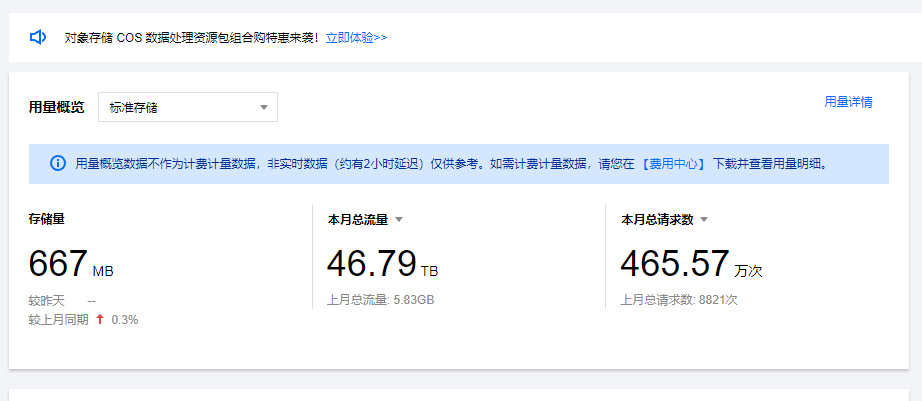 对象存储 COS 数据处理资源包组合购特惠来袭！立即体验>>
用量概览 标准存储 用量详情
用量概览数据不作为计费计量数据，非实时数据（约有2小时延迟）仅供参考。如需计费计量数据，请您在 【费用中心】 下载并查看用量明细。
存储量 本月总流量 本月总请求数
667 MB 46.79 TB 465.57 万次
较昨天 -- 上月总流量: 5.83GB 上月总请求数: 8821次
较上月同期 ↑ 0.3%